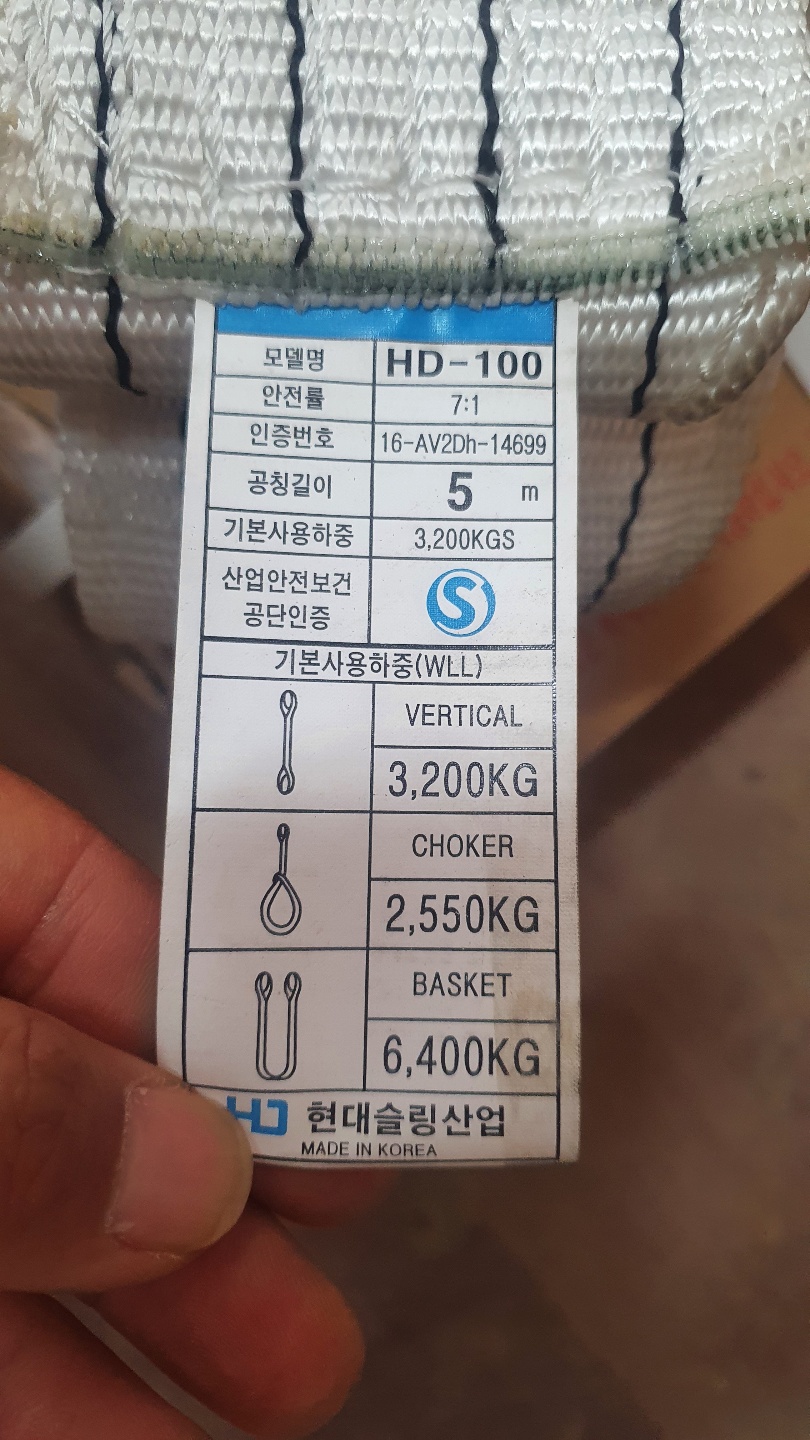 모델명 HD-100
안전률 7:1
인증번호 16-AV2Dh-14699
공칭길이 5 m
기본사용하중 3,200KGS
산업안전보건
공단인증
기본사용하중(WLL)
VERTICAL
3,200KG
CHOKER
2,550KG
BASKET
6,400KG
HD 현대슬링산업
MADE IN KOREA